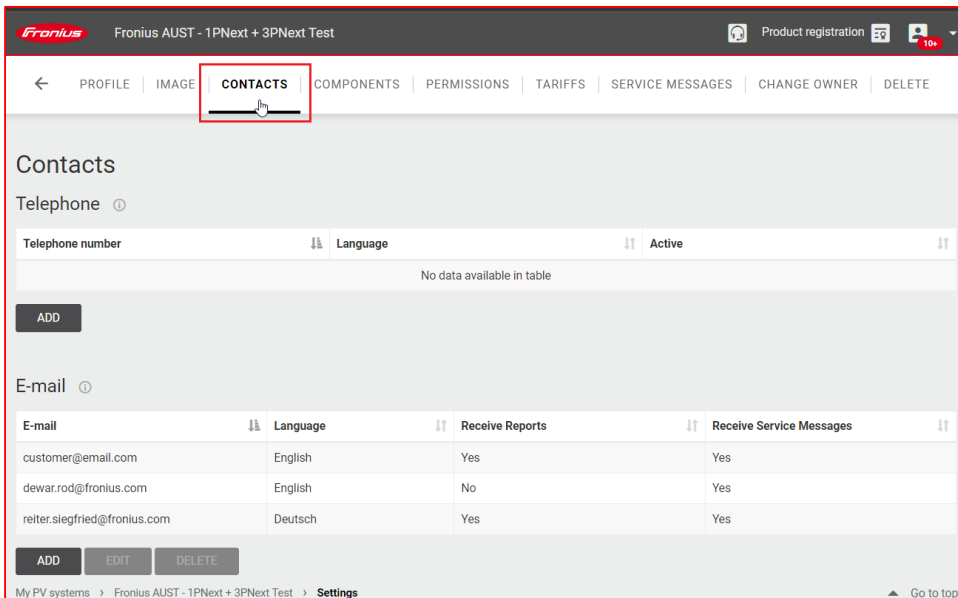 Fronius Fronius AUST - 1PNext + 3PNext Test Product registration 10+
PROFILE IMAGE CONTACTS COMPONENTS PERMISSIONS TARIFFS SERVICE MESSAGES CHANGE OWNER DELETE
Contacts
Telephone
Telephone number Language Active
No data available in table
ADD
E-mail
E-mail Language Receive Reports Receive Service Messages
customer@email.com English Yes Yes
dewar.rod@fronius.com English No Yes
reiter.siegfried@fronius.com Deutsch Yes Yes
ADD EDIT DELETE
My PV systems > Fronius AUST - 1PNext + 3PNext Test > Settings Go to top